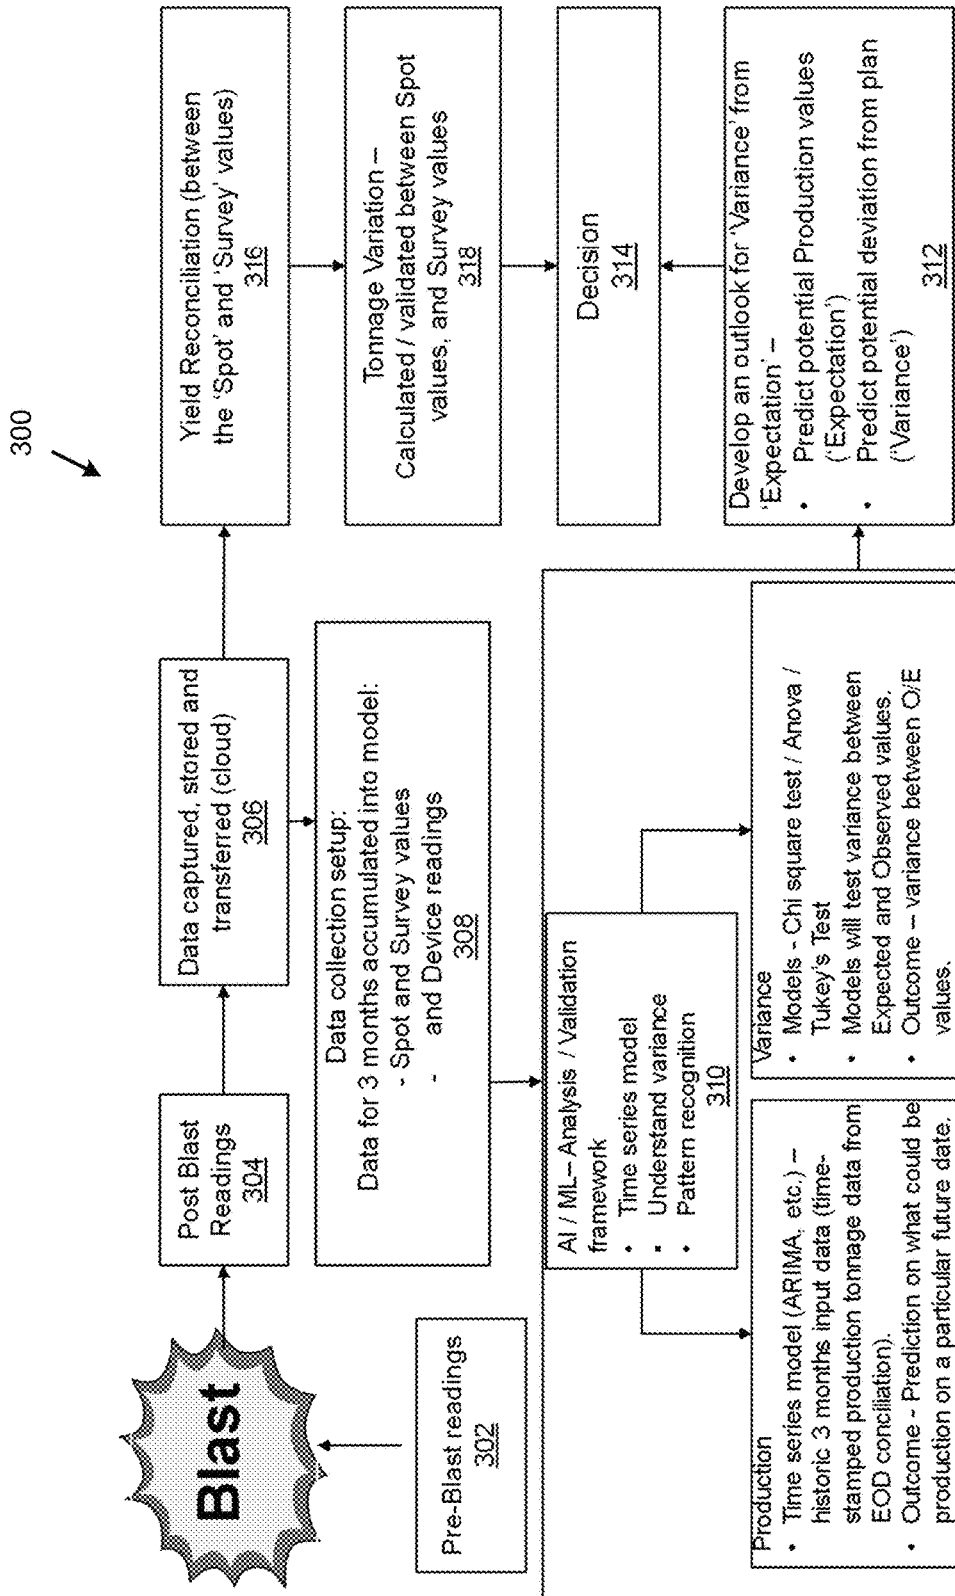 300
Blast
Pre-Blast readings
302
Post Blast
Readings
304
Data captured, stored and
transferred (cloud)
306
Data collection setup:
Data for 3 months accumulated into model:
- Spot and Survey values
- and Device readings
308
AI / ML – Analysis / Validation
framework
• Time series model
• Understand variance
• Pattern recognition
310
Production
• Time series model (ARIMA, etc.) –
historic 3 months input data (time-
stamped production tonnage data from
EOD conciliation).
• Outcome - Prediction on what could be
production on a particular future date.
Variance
• Models - Chi square test / Anova /
Tukey's Test
• Models will test variance between
Expected and Observed values.
• Outcome – variance between O/E
values.
Yield Reconciliation (between
the 'Spot' and 'Survey' values)
316
Tonnage Variation –
Calculated / validated between Spot
values, and Survey values
318
Decision
314
Develop an outlook for 'Variance' from
'Expectation' –
• Predict potential Production values
('Expectation')
• Predict potential deviation from plan
('Variance')
312